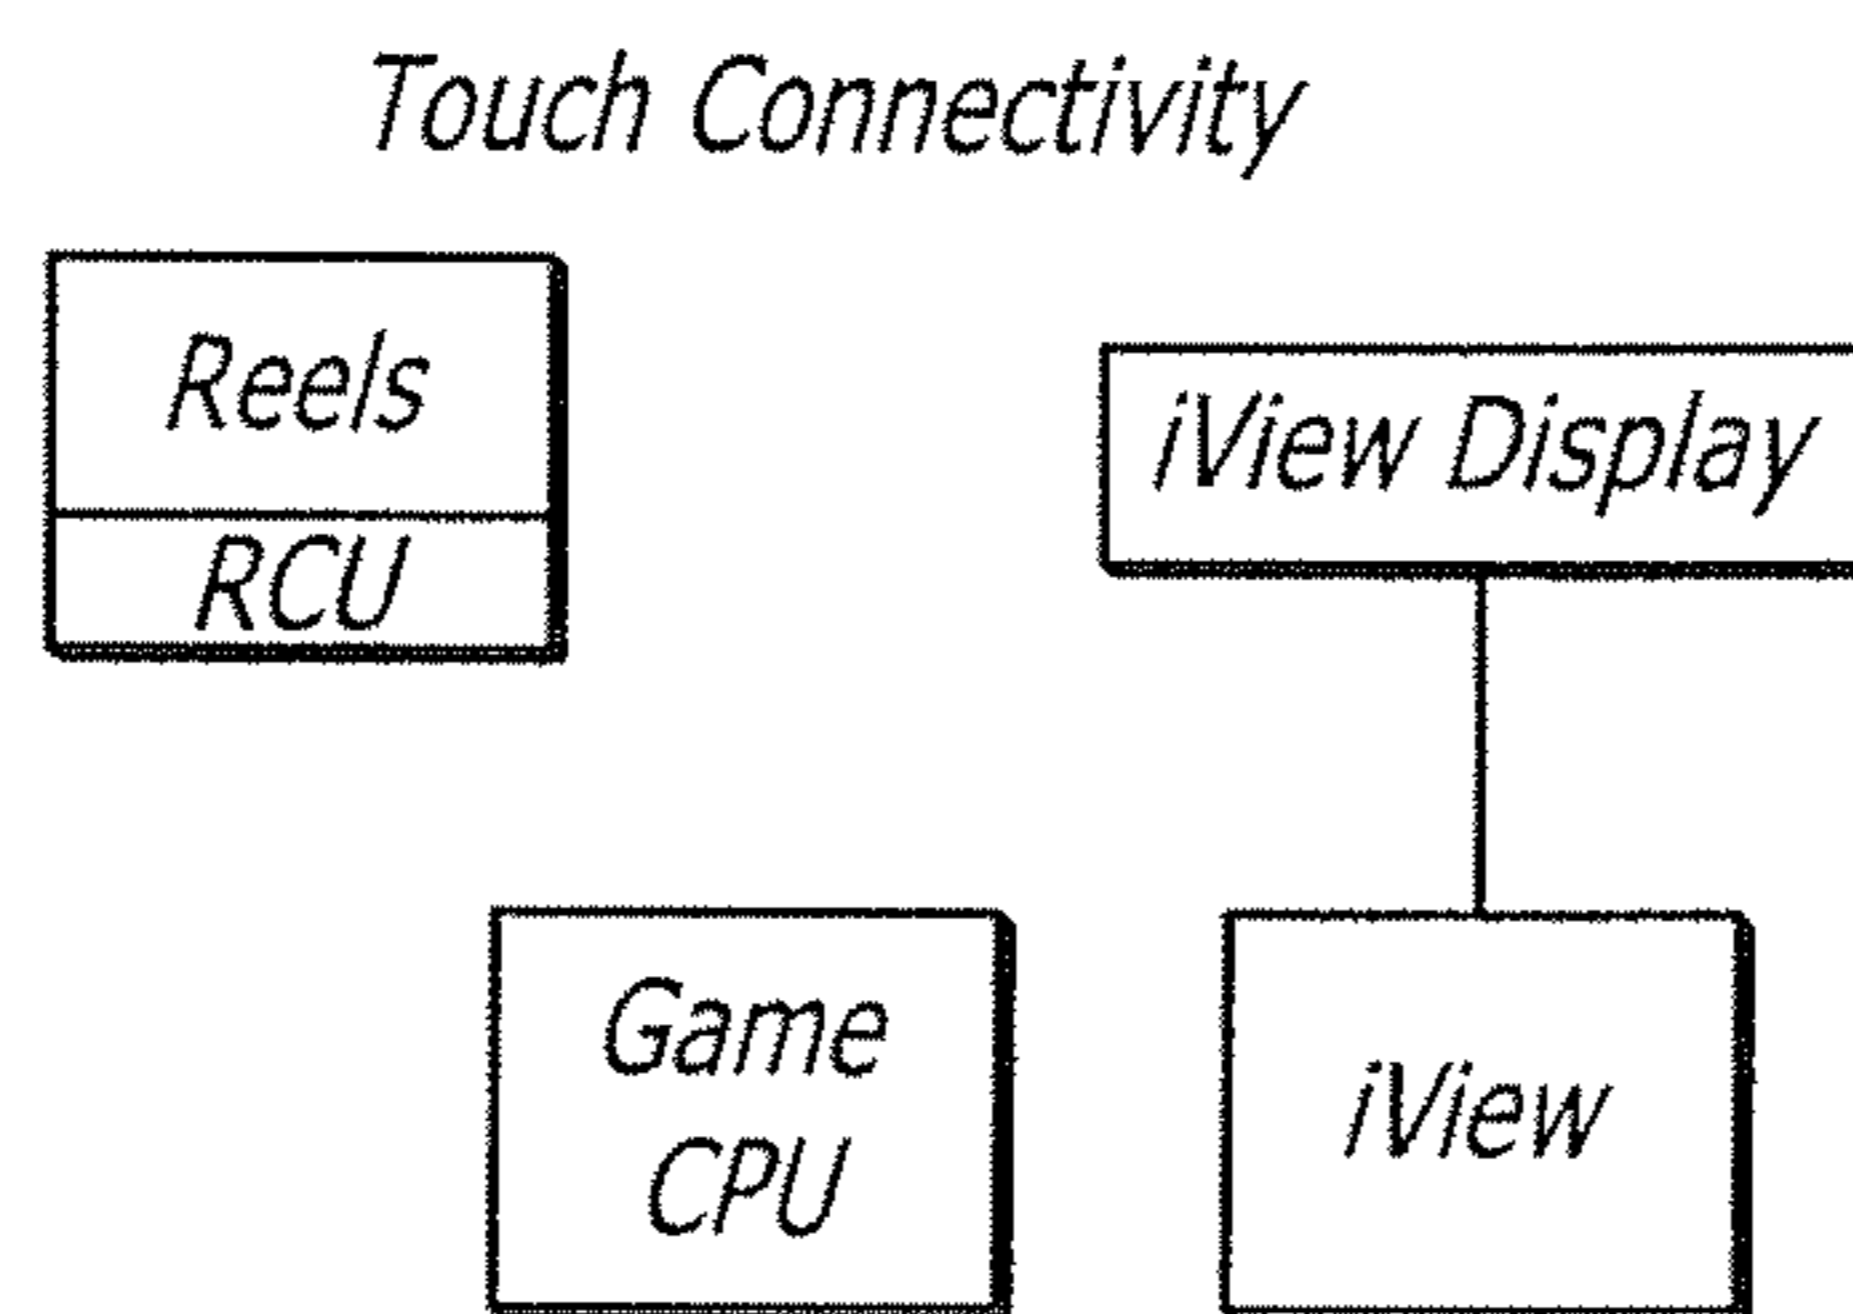 Touch Connectivity
Reels
RCU
iView Display
Game
CPU
iView